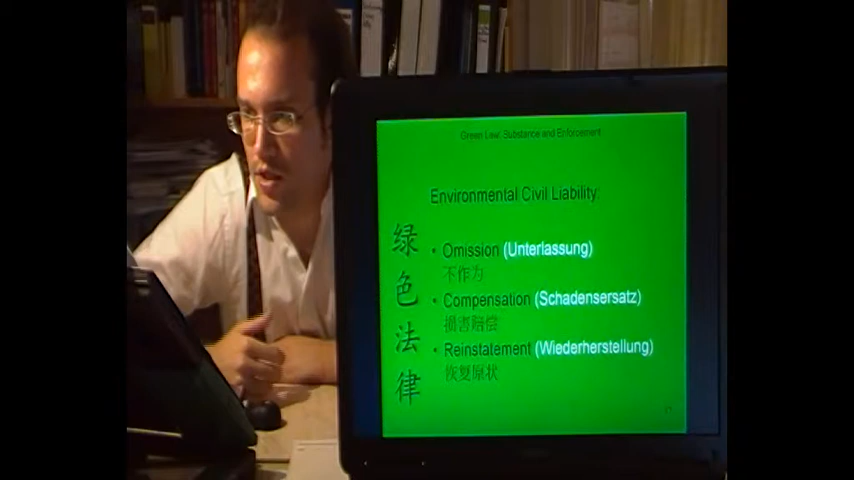 Green Law, Substance and Enforcement
Environmental Civil Liability:
绿色法律
• Omission (Unterlassung)
不作为
• Compensation (Schadensersatz)
损害赔偿
• Reinstatement (Wiederherstellung)
恢复原状